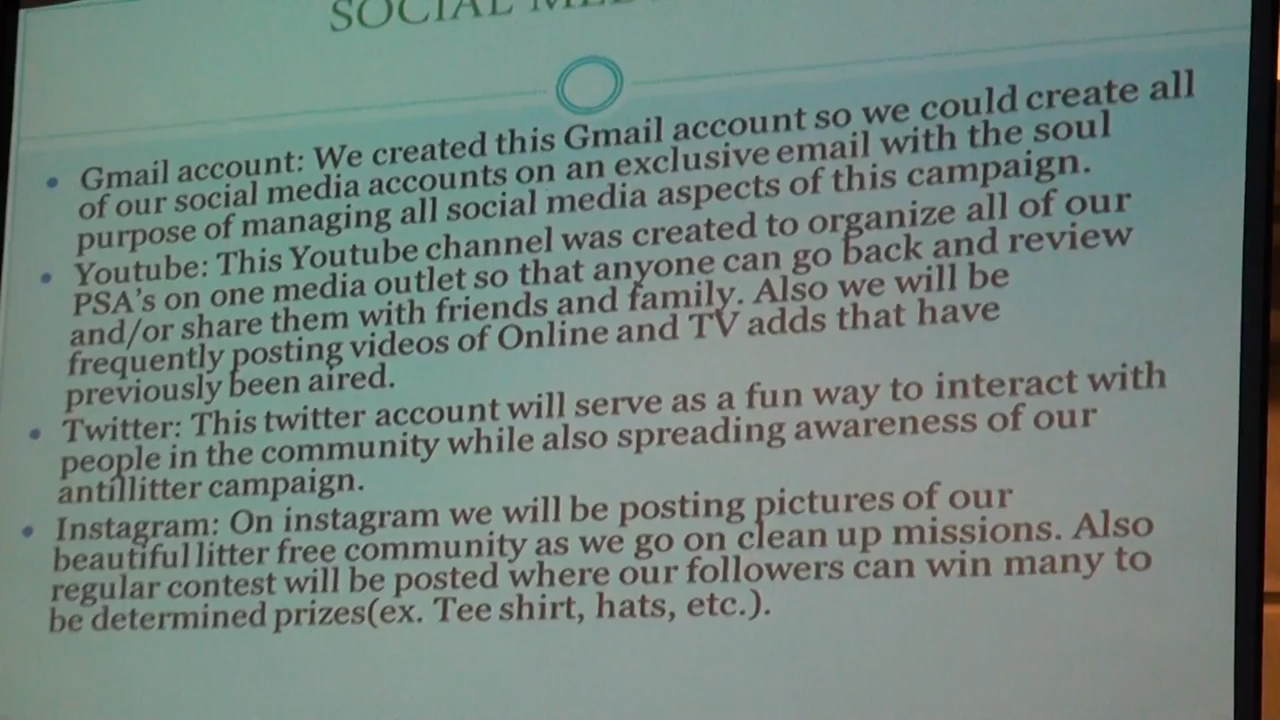 SOCIAL
• Gmail account: We created this Gmail account so we could create all
of our social media accounts on an exclusive email with the soul
purpose of managing all social media aspects of this campaign.
• Youtube: This Youtube channel was created to organize all of our
PSA's on one media outlet so that anyone can go back and review
and/or share them with friends and family. Also we will be
frequently posting videos of Online and TV adds that have
previously been aired.
• Twitter: This twitter account will serve as a fun way to interact with
people in the community while also spreading awareness of our
antillitter campaign.
• Instagram: On instagram we will be posting pictures of our
beautiful litter free community as we go on clean up missions. Also
regular contest will be posted where our followers can win many to
be determined prizes(ex. Tee shirt, hats, etc.).